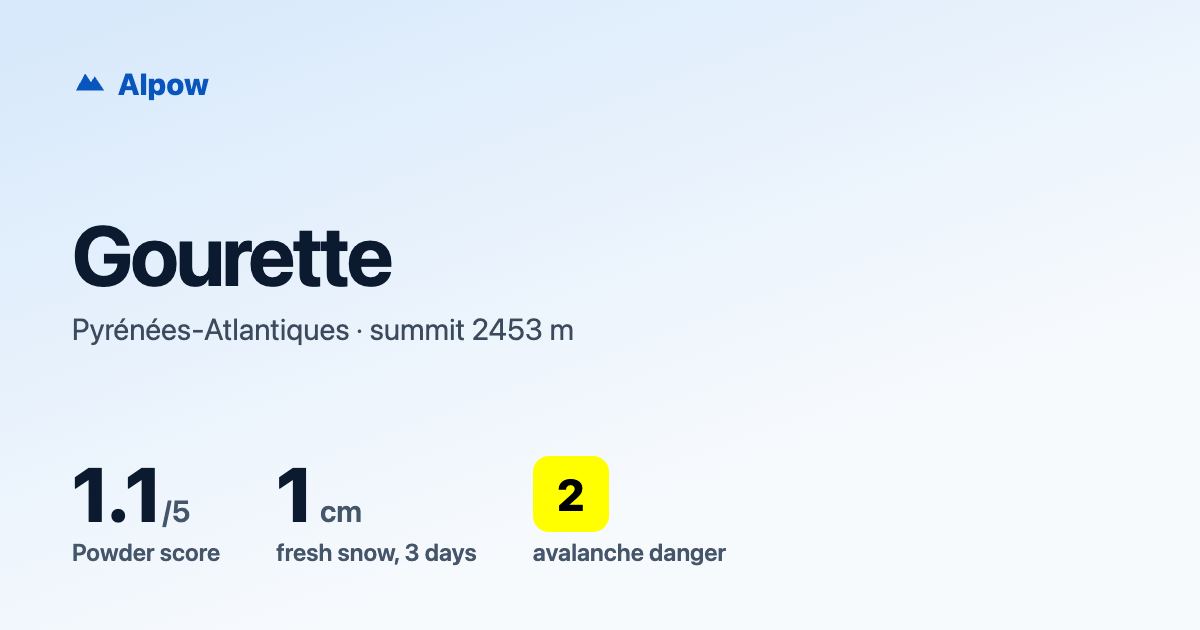 Alpow
Gourette
Pyrénées-Atlantiques · summit 2453 m
1.1/5 1 cm 2
Powder score fresh snow, 3 days avalanche danger